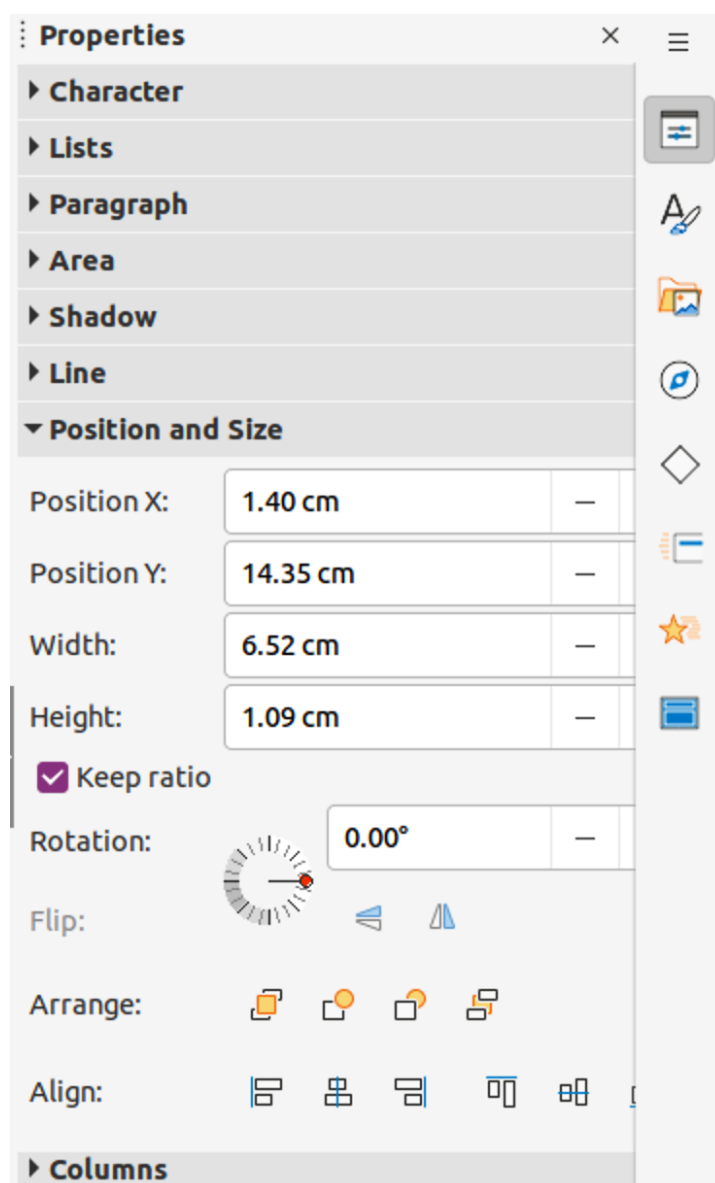 Properties
Character
Lists
Paragraph
Area
Shadow
Line
Position and Size
Position X: 1.40 cm
Position Y: 14.35 cm
Width: 6.52 cm
Height: 1.09 cm
Keep ratio
Rotation: 0.00°
Flip:
Arrange:
Align:
Columns